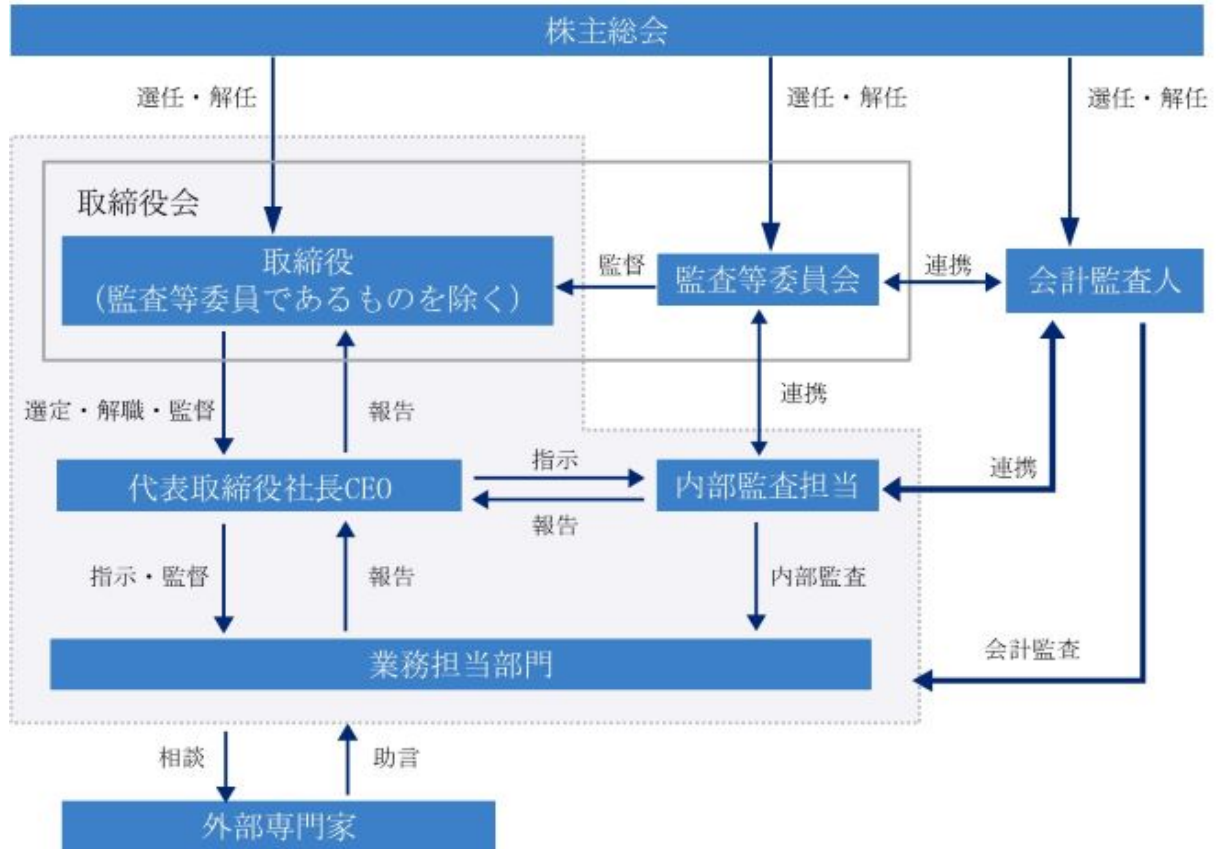 株主総会
選任・解任
選任・解任
選任・解任
取締役会
取締役
（監査等委員であるものを除く）
監督
監査等委員会
連携
会計監査人
選定・解職・監督
報告
連携
代表取締役社長CEO
指示
報告
内部監査担当
連携
指示・監督
報告
内部監査
業務担当部門
会計監査
相談
助言
外部専門家